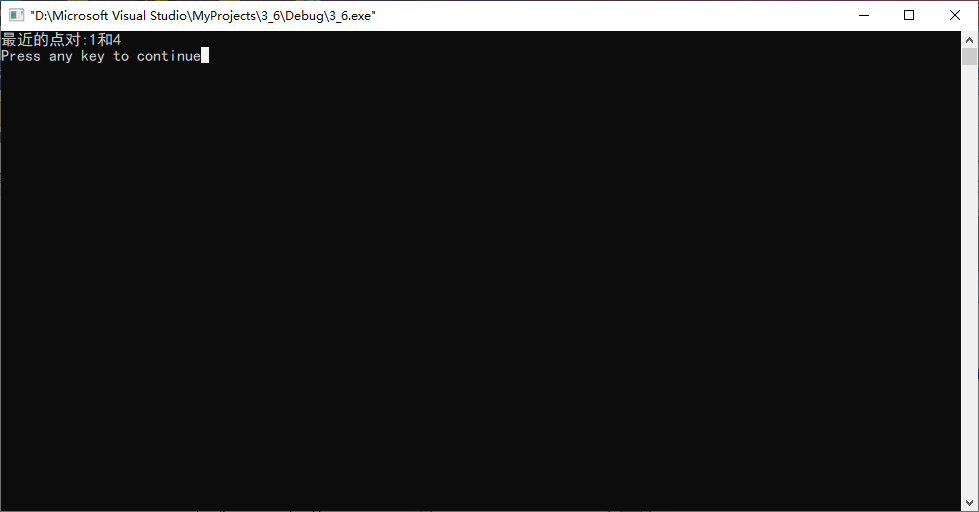 "D:\Microsoft Visual Studio\MyProjects\3_6\Debug\3_6.exe"
最近的点对:1和4
Press any key to continue